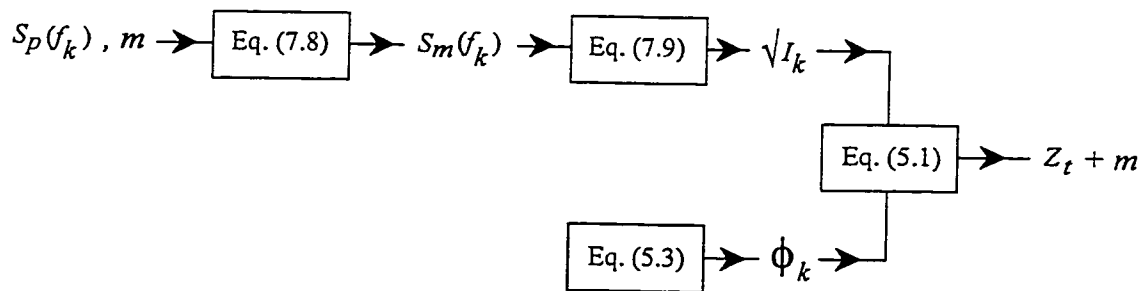 S_p(f_k) , m Eq. (7.8) S_m(f_k) Eq. (7.9) √I_k
Eq. (5.1) Z_t + m
Eq. (5.3) ϕ_k